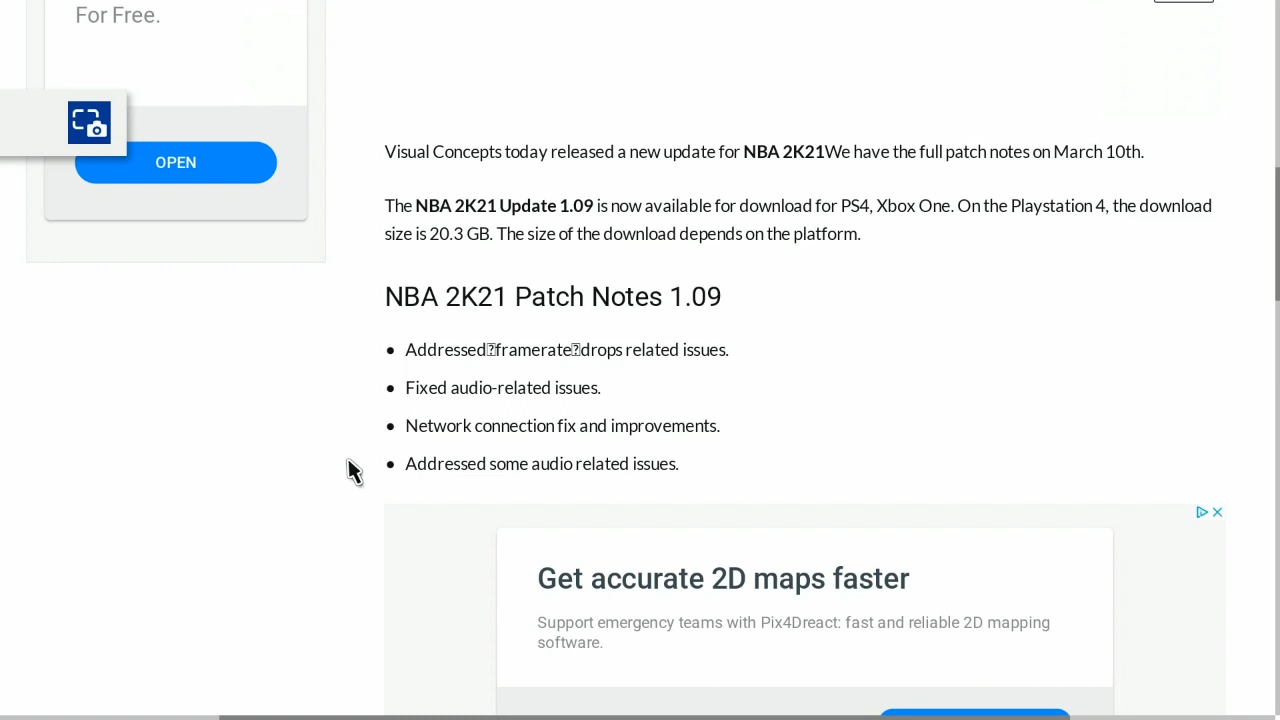 For Free.
OPEN
Visual Concepts today released a new update for NBA 2K21We have the full patch notes on March 10th.
The NBA 2K21 Update 1.09 is now available for download for PS4, Xbox One. On the Playstation 4, the download
size is 20.3 GB. The size of the download depends on the platform.
NBA 2K21 Patch Notes 1.09
• Addressed⍰framerate⍰drops related issues.
• Fixed audio-related issues.
• Network connection fix and improvements.
• Addressed some audio related issues.
Get accurate 2D maps faster
Support emergency teams with Pix4Dreact: fast and reliable 2D mapping
software.